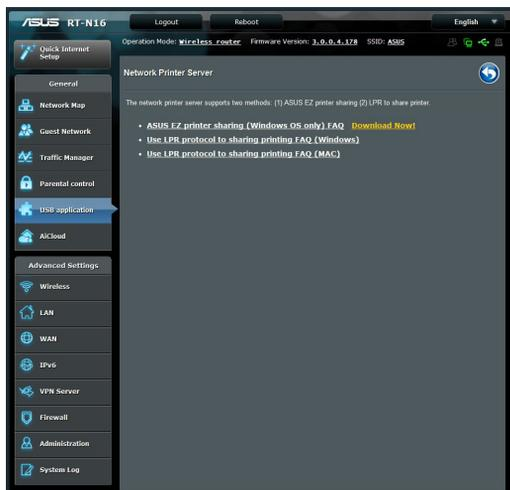 ASUS RT-N16
Logout
Reboot
English
Quick Internet
Setup
Operation Mode: Wireless router Firmware Version: 3.0.0.4.178 SSID: ASUS
General
Network Map
Guest Network
Traffic Manager
Parental control
USB application
AiCloud
Advanced Settings
Wireless
LAN
WAN
IPv6
VPN Server
Firewall
Administration
System Log
Network Printer Server
The network printer server supports two methods: (1) ASUS EZ printer sharing (2) LPR to share printer.
• ASUS EZ printer sharing (Windows OS only) FAQ Download Now!
• Use LPR protocol to sharing printing FAQ (Windows)
• Use LPR protocol to sharing printing FAQ (MAC)